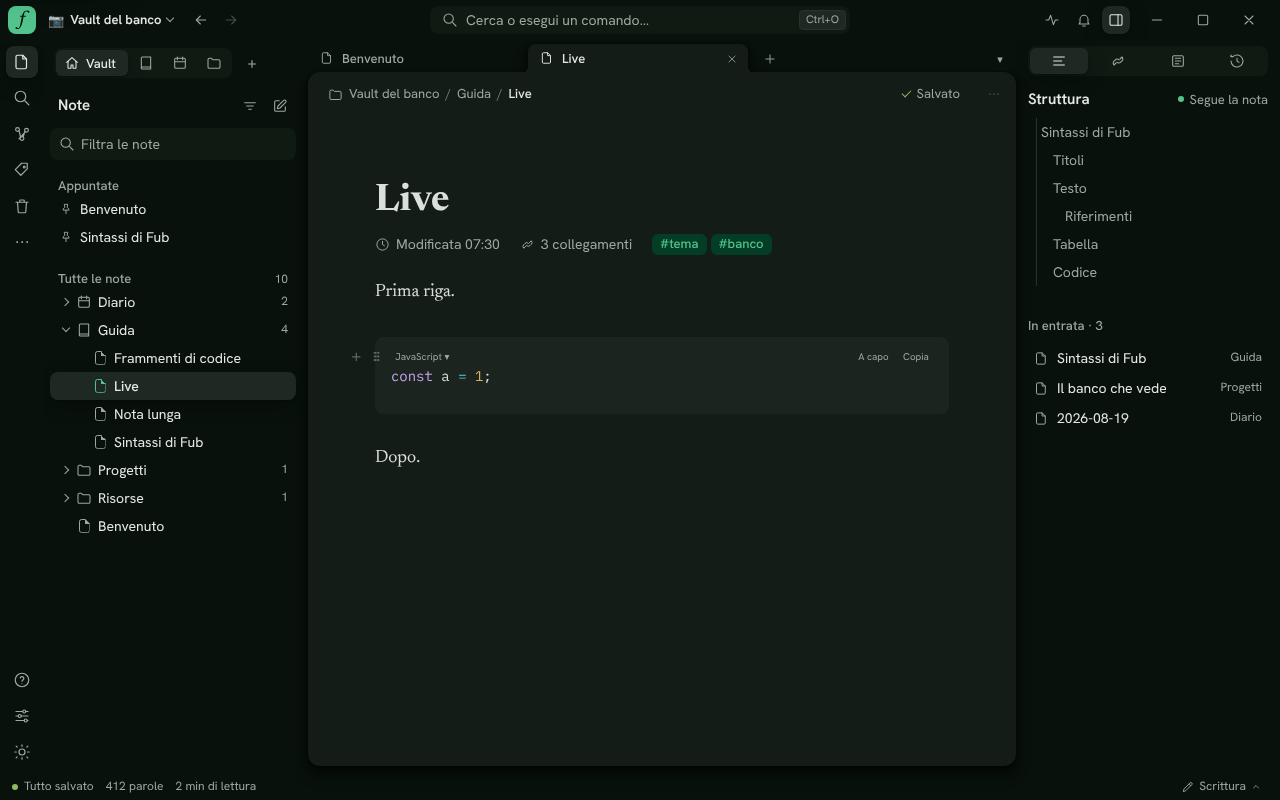 f
Vault del banco
Cerca o esegui un comando...
Ctrl+O
Vault
Note
Filtra le note
Appuntate
Benvenuto
Sintassi di Fub
Tutte le note 10
Diario 2
Guida 4
Frammenti di codice
Live
Nota lunga
Sintassi di Fub
Progetti 1
Risorse 1
Benvenuto
Benvenuto
Live
Vault del banco / Guida / Live
Salvato
Live
Modificata 07:30
3 collegamenti
#tema #banco
Prima riga.
JavaScript ▾
A capo Copia
const a = 1;
Dopo.
Struttura
Segue la nota
Sintassi di Fub
Titoli
Testo
Riferimenti
Tabella
Codice
In entrata · 3
Sintassi di Fub Guida
Il banco che vede Progetti
2026-08-19 Diario
Tutto salvato 412 parole 2 min di lettura
Scrittura